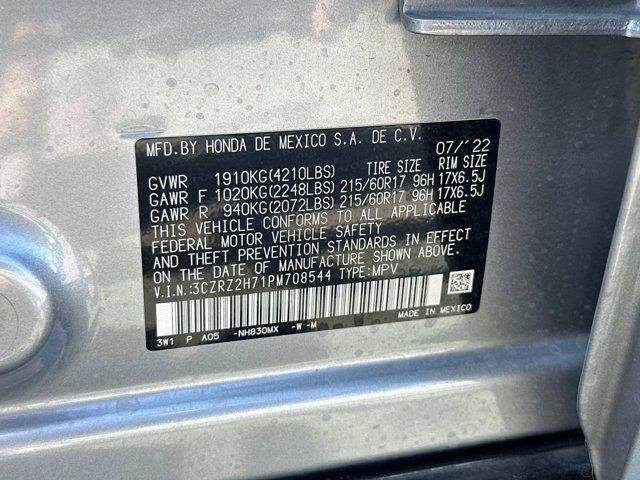 MFD.BY HONDA DE MEXICO S.A. DE C.V. 07/'22
GVWR 1910KG(4210LBS) TIRE SIZE RIM SIZE
GAWR F 1020KG(2248LBS) 215/60R17 96H 17X6.5J
GAWR R 940KG(2072LBS) 215/60R17 96H 17X6.5J
THIS VEHICLE CONFORMS TO ALL APPLICABLE
FEDERAL MOTOR VEHICLE SAFETY
AND THEFT PREVENTION STANDARDS IN EFFECT
ON THE DATE OF MANUFACTURE SHOWN ABOVE.
V.I.N.:3CZRZ2H71PM708544 TYPE:MPV
3W1 P A05 -NH830MX -W -M MADE IN MEXICO